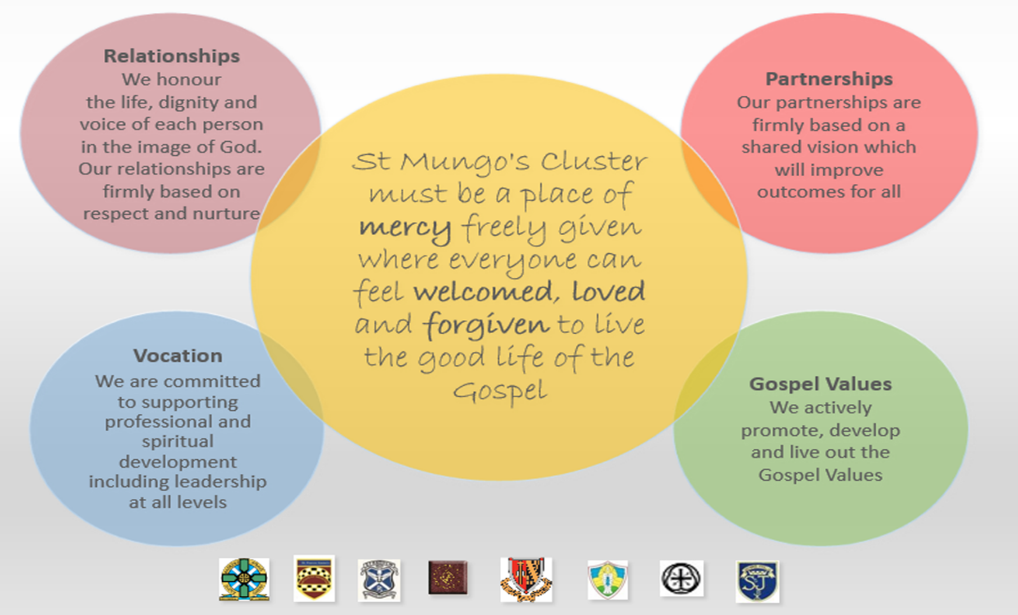 Relationships
We honour
the life, dignity and
voice of each person
in the image of God.
Our relationships are
firmly based on
respect and nurture
Partnerships
Our partnerships are
firmly based on a
shared vision which
will improve
outcomes for all
St Mungo's Cluster
must be a place of
mercy freely given
where everyone can
feel welcomed, loved
and forgiven to live
the good life of the
Gospel
Vocation
We are committed
to supporting
professional and
spiritual
development
including leadership
at all levels
Gospel Values
We actively
promote, develop
and live out the
Gospel Values
SJ